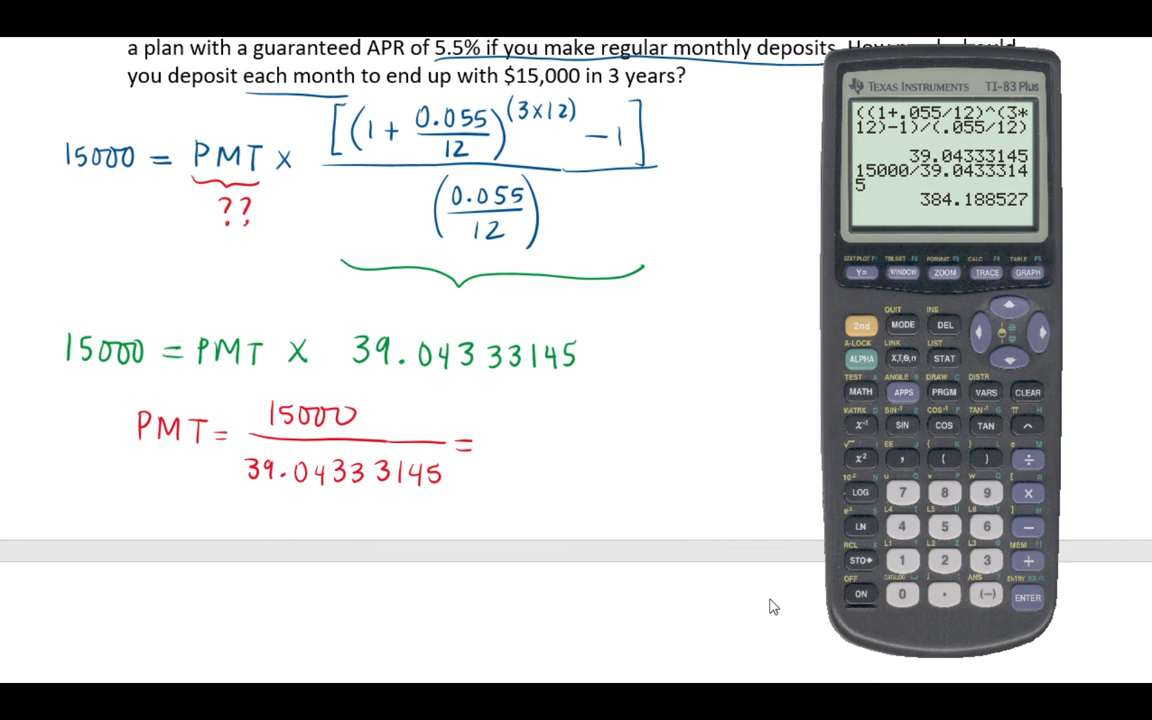 a plan with a guaranteed APR of 5.5% if you make regular monthly deposits.
you deposit each month to end up with $15,000 in 3 years?
15000 = PMT × [(1 + 0.055/12)^(3×12) − 1] / (0.055/12)
??
15000 = PMT × 39.04333145
PMT = 15000 / 39.04333145 =
TEXAS INSTRUMENTS TI-83 Plus
((1+.055/12)^(3*
12)-1)/(.055/12)
39.04333145
15000/39.0433314
5
384.188527
STAT PLOT F1 TBLSET F2 FORMAT F3 CALC F4 TABLE F5
Y= WINDOW ZOOM TRACE GRAPH
QUIT INS
2nd MODE DEL
A-LOCK LINK LIST
ALPHA X,T,Θ,n STAT
TEST A ANGLE B DRAW C DISTR
MATH APPS PRGM VARS CLEAR
MATRX D SIN⁻¹ E COS⁻¹ F TAN⁻¹ G π H
x⁻¹ SIN COS TAN ^
√ I EE J { K } L e M
x² , ( ) ÷
10ˣ N u O v P w Q [ R
LOG 7 8 9 ×
eˣ S L4 T L5 U L6 V ] W
LN 4 5 6 −
RCL X L1 Y L2 Z L3 θ MEM "
STO▸ 1 2 3 +
OFF CATALOG i ANS ? ENTRY SOLVE
ON 0 . (−) ENTER